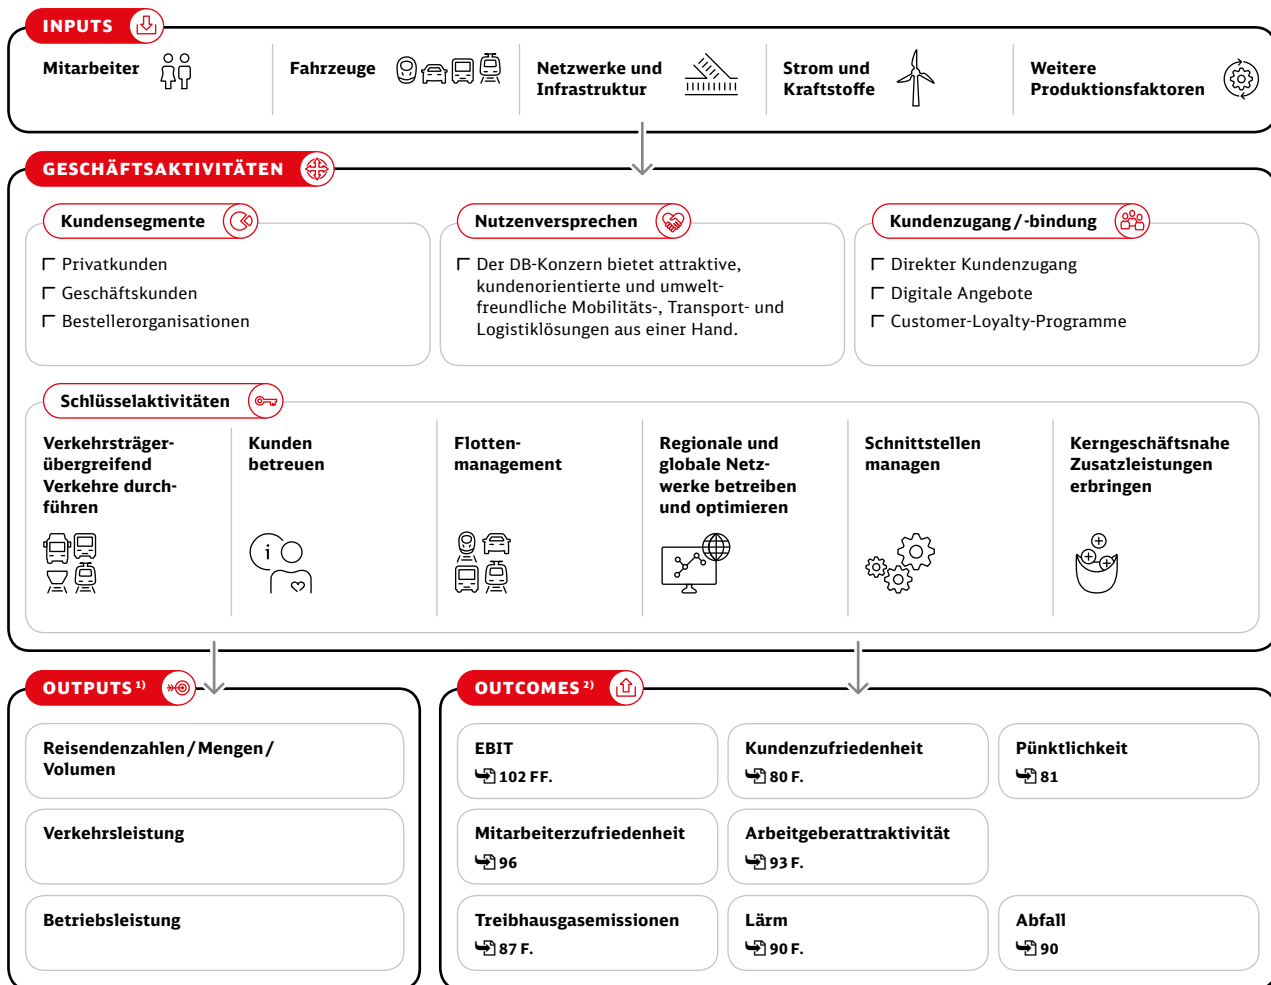 INPUTS
Mitarbeiter
Fahrzeuge
Netzwerke und
Infrastruktur
Strom und
Kraftstoffe
Weitere
Produktionsfaktoren
GESCHÄFTSAKTIVITÄTEN
Kundensegmente
Privatkunden
Geschäftskunden
Bestellerorganisationen
Nutzenversprechen
Der DB-Konzern bietet attraktive,
kundenorientierte und umwelt-
freundliche Mobilitäts-, Transport- und
Logistiklösungen aus einer Hand.
Kundenzugang/-bindung
Direkter Kundenzugang
Digitale Angebote
Customer-Loyalty-Programme
Schlüsselaktivitäten
Verkehrsträger-
übergreifend
Verkehre durch-
führen
Kunden
betreuen
Flotten-
management
Regionale und
globale Netz-
werke betreiben
und optimieren
Schnittstellen
managen
Kerngeschäftsnahe
Zusatzleistungen
erbringen
i
OUTPUTS 1)
Reisendenzahlen/Mengen/
Volumen
Verkehrsleistung
Betriebsleistung
OUTCOMES 2)
EBIT
102 FF.
Kundenzufriedenheit
80 F.
Pünktlichkeit
81
Mitarbeiterzufriedenheit
96
Arbeitgeberattraktivität
93 F.
Treibhausgasemissionen
87 F.
Lärm
90 F.
Abfall
90